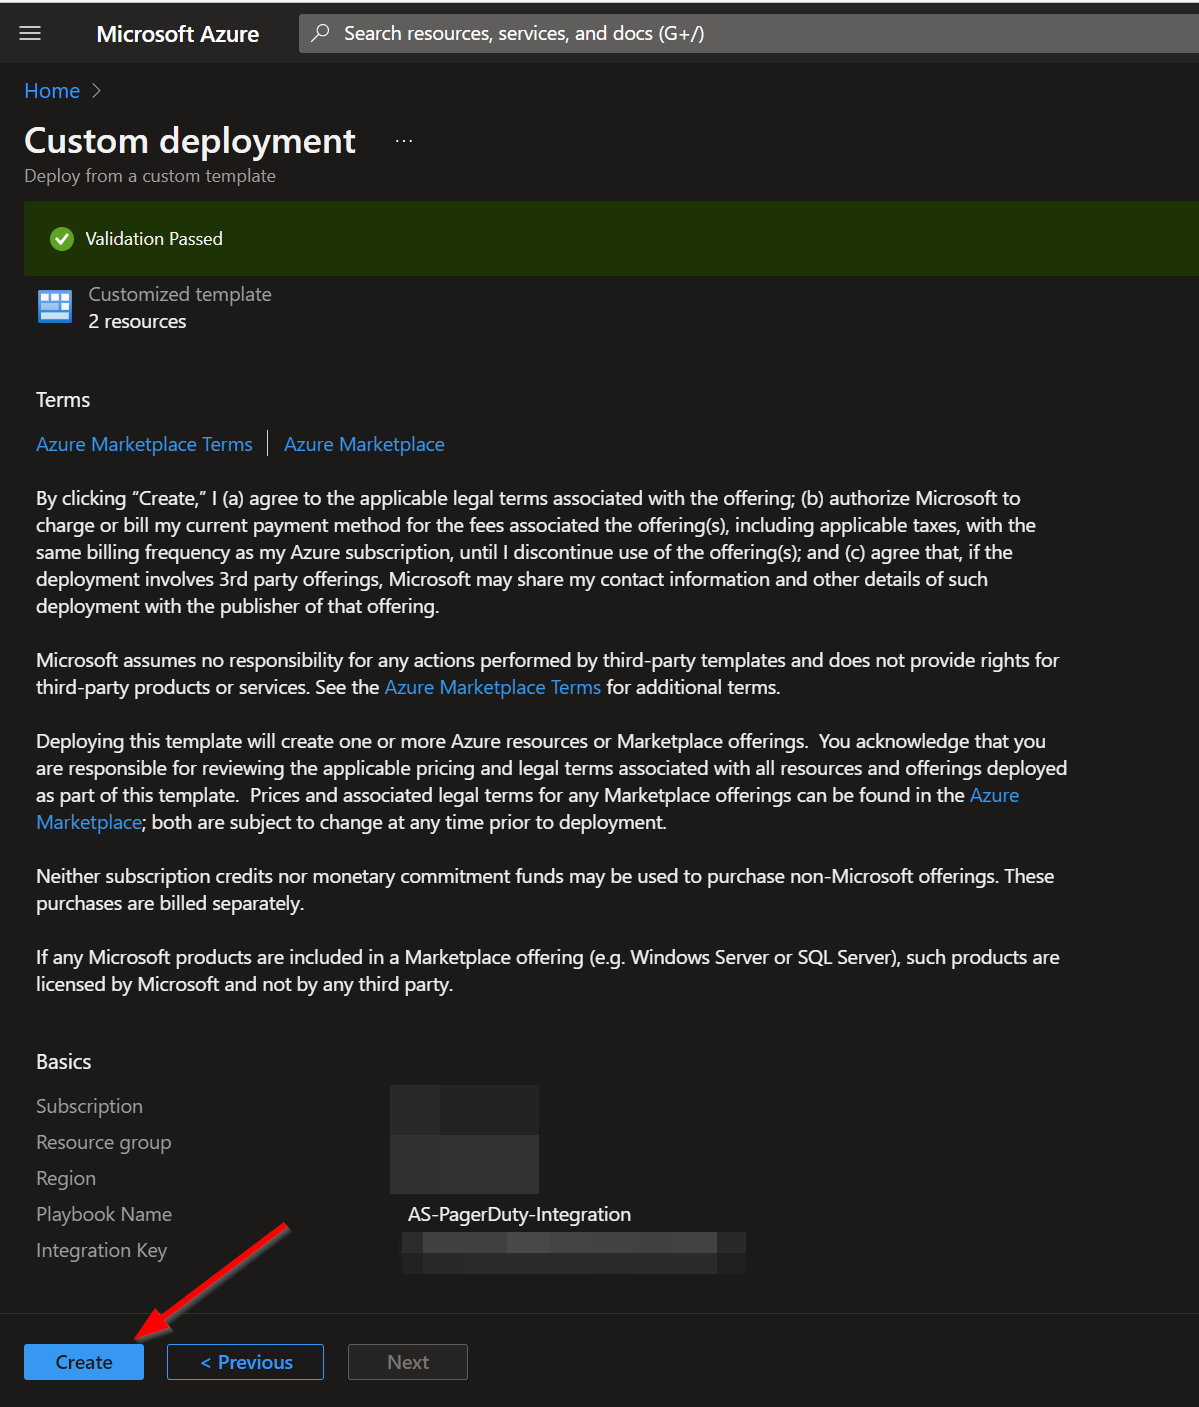 Microsoft Azure
Search resources, services, and docs (G+/)
Home
Custom deployment
...
Deploy from a custom template
Validation Passed
Customized template
2 resources
Terms
Azure Marketplace Terms | Azure Marketplace
By clicking “Create,” I (a) agree to the applicable legal terms associated with the offering; (b) authorize Microsoft to
charge or bill my current payment method for the fees associated the offering(s), including applicable taxes, with the
same billing frequency as my Azure subscription, until I discontinue use of the offering(s); and (c) agree that, if the
deployment involves 3rd party offerings, Microsoft may share my contact information and other details of such
deployment with the publisher of that offering.
Microsoft assumes no responsibility for any actions performed by third-party templates and does not provide rights for
third-party products or services. See the Azure Marketplace Terms for additional terms.
Deploying this template will create one or more Azure resources or Marketplace offerings.  You acknowledge that you
are responsible for reviewing the applicable pricing and legal terms associated with all resources and offerings deployed
as part of this template.  Prices and associated legal terms for any Marketplace offerings can be found in the Azure
Marketplace; both are subject to change at any time prior to deployment.
Neither subscription credits nor monetary commitment funds may be used to purchase non-Microsoft offerings. These
purchases are billed separately.
If any Microsoft products are included in a Marketplace offering (e.g. Windows Server or SQL Server), such products are
licensed by Microsoft and not by any third party.
Basics
Subscription
Resource group
Region
Playbook Name AS-PagerDuty-Integration
Integration Key
Create
< Previous
Next